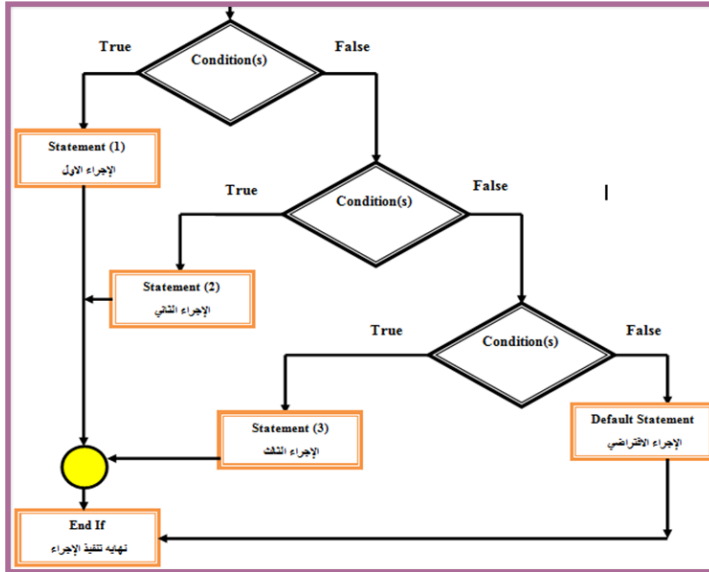 True
False
Condition(s)
Statement (1)
الإجراء الاول
True
False
Condition(s)
Statement (2)
الإجراء الثاني
True
False
Condition(s)
Statement (3)
الإجراء الثالث
Default Statement
الإجراء الافتراضي
End If
نهايه تنفيذ الإجراء